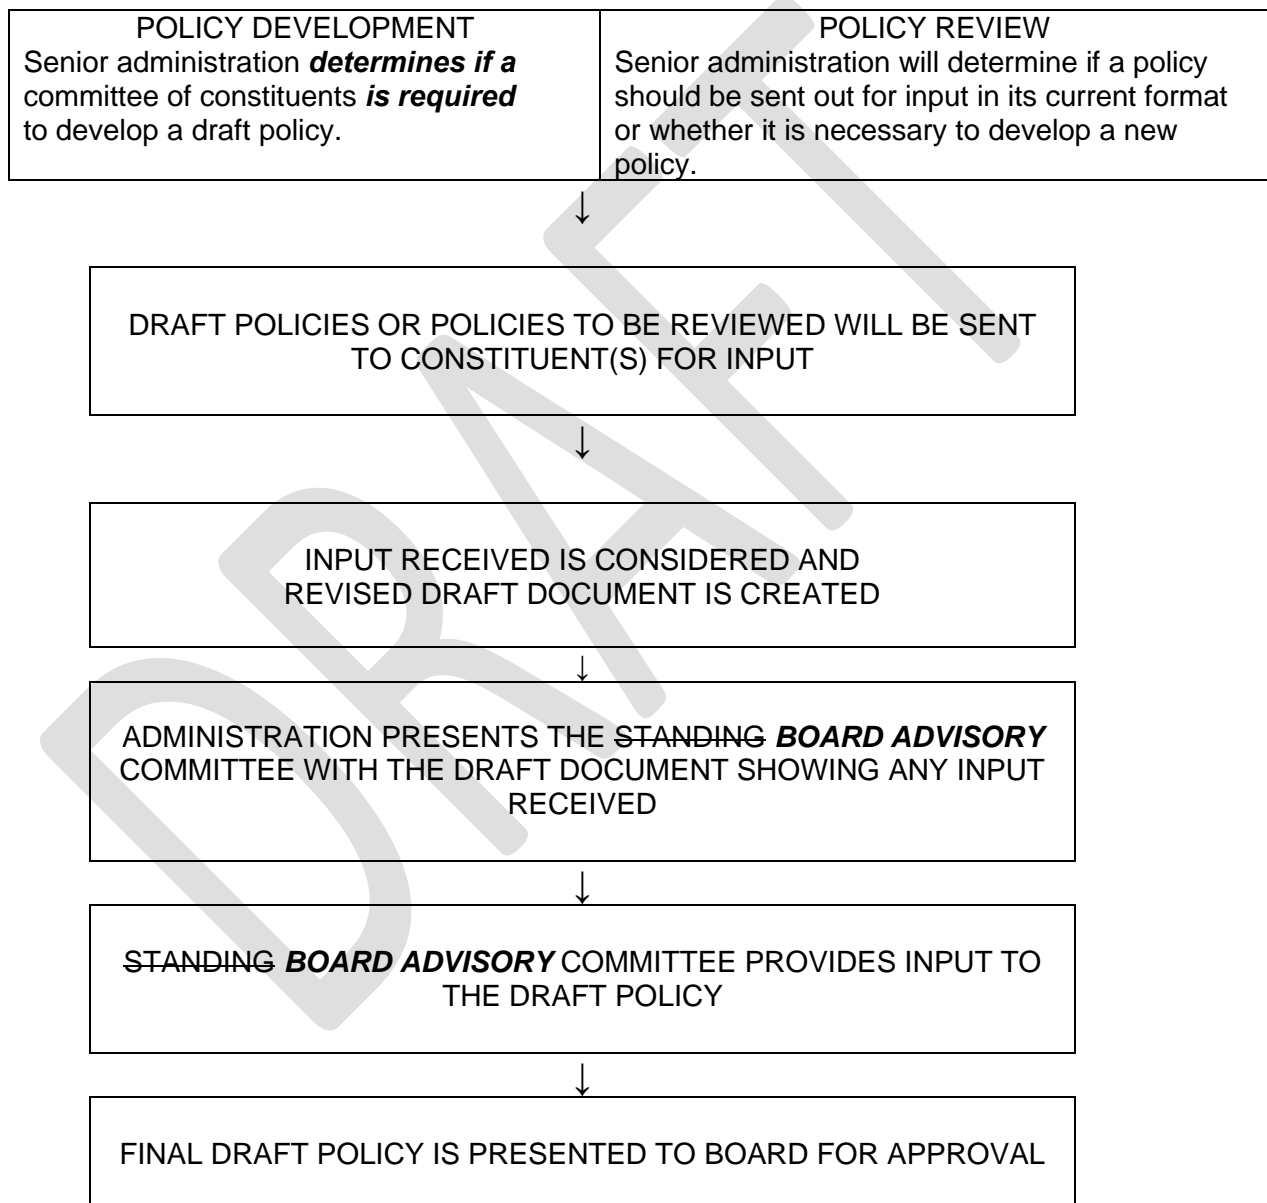 POLICY DEVELOPMENT
Senior administration determines if a
committee of constituents is required
to develop a draft policy.
POLICY REVIEW
Senior administration will determine if a policy
should be sent out for input in its current format
or whether it is necessary to develop a new
policy.
↓
DRAFT POLICIES OR POLICIES TO BE REVIEWED WILL BE SENT
TO CONSTITUENT(S) FOR INPUT
↓
INPUT RECEIVED IS CONSIDERED AND
REVISED DRAFT DOCUMENT IS CREATED
↓
ADMINISTRATION PRESENTS THE STANDING BOARD ADVISORY
COMMITTEE WITH THE DRAFT DOCUMENT SHOWING ANY INPUT
RECEIVED
↓
STANDING BOARD ADVISORY COMMITTEE PROVIDES INPUT TO
THE DRAFT POLICY
↓
FINAL DRAFT POLICY IS PRESENTED TO BOARD FOR APPROVAL
DRAFT